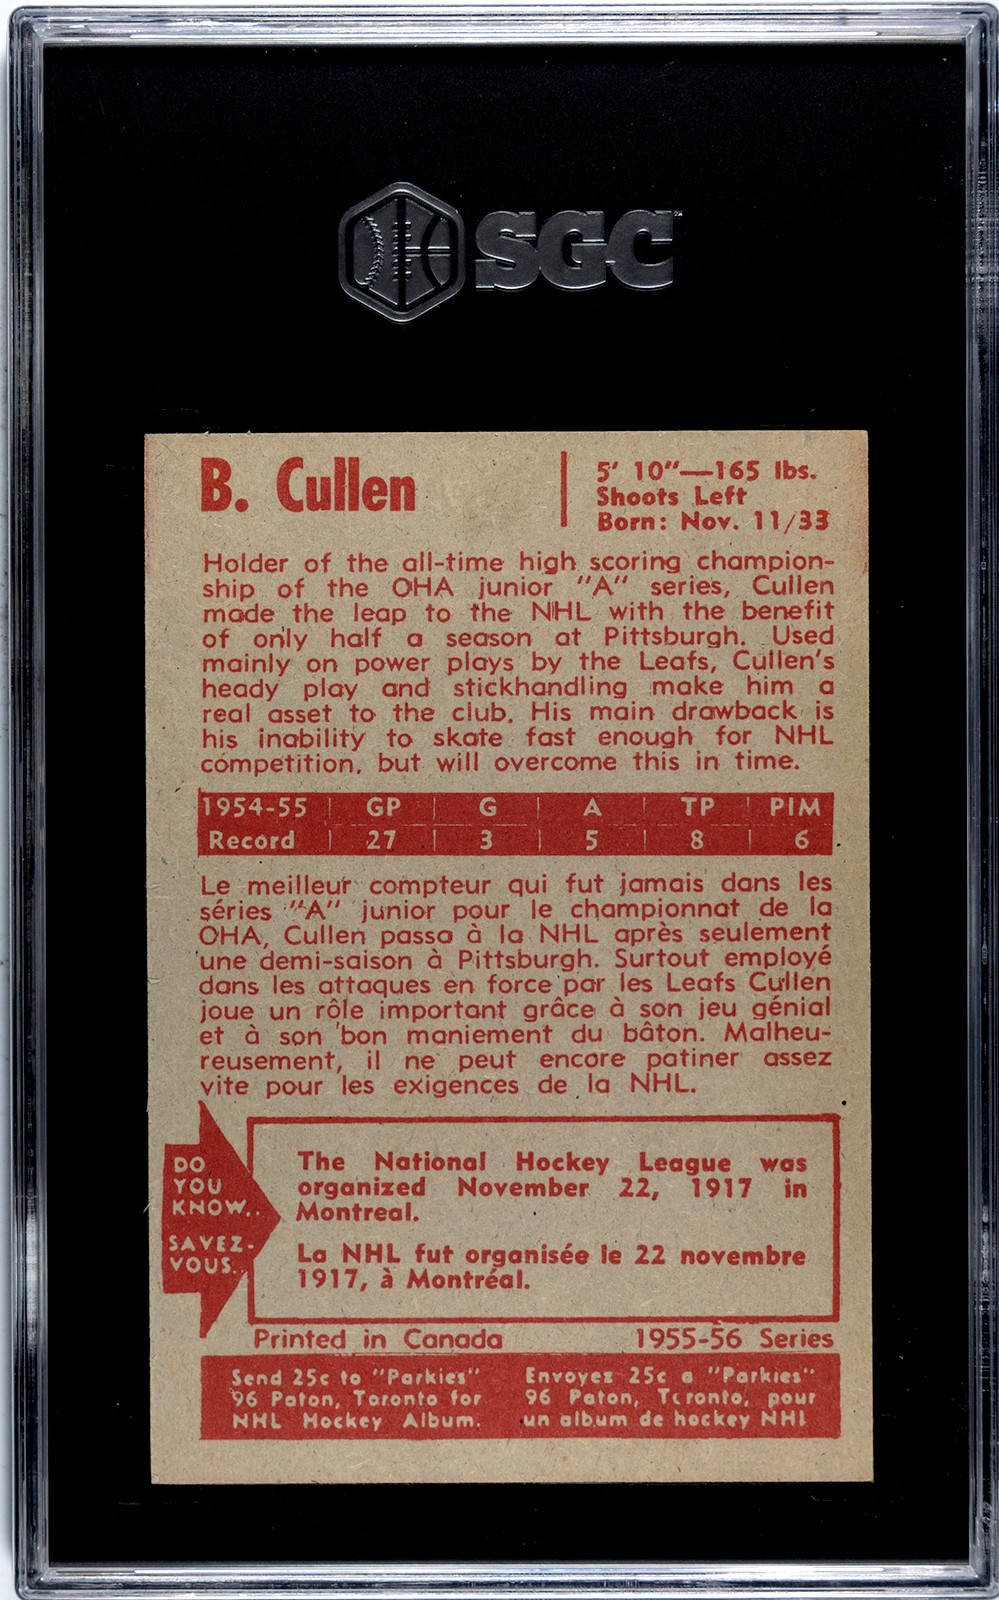 SGC
B. Cullen
5' 10"—165 lbs.
Shoots Left
Born: Nov. 11/33
Holder of the all-time high scoring champion-
ship of the OHA junior "A" series, Cullen
made the leap to the NHL with the benefit
of only half a season at Pittsburgh. Used
mainly on power plays by the Leafs, Cullen's
heady play and stickhandling make him a
real asset to the club. His main drawback is
his inability to skate fast enough for NHL
competition, but will overcome this in time.
1954-55 | GP | G | A | TP | PIM
Record | 27 | 3 | 5 | 8 | 6
Le meilleur compteur qui fut jamais dans les
séries "A" junior pour le championnat de la
OHA, Cullen passa à la NHL après seulement
une demi-saison à Pittsburgh. Surtout employé
dans les attaques en force par les Leafs Cullen
joue un rôle important grâce à son jeu génial
et à son bon maniement du bâton. Malheu-
reusement, il ne peut encore patiner assez
vite pour les exigences de la NHL.
DO
YOU
KNOW..
SAVEZ-
VOUS..
The National Hockey League was
organized November 22, 1917 in
Montreal.
La NHL fut organisée le 22 novembre
1917, à Montréal.
Printed in Canada
1955-56 Series
Send 25c to "Parkies"
96 Paton, Toronto for
NHL Hockey Album.
Envoyez 25c a "Parkies"
96 Paton, Toronto, pour
un album de hockey NHL